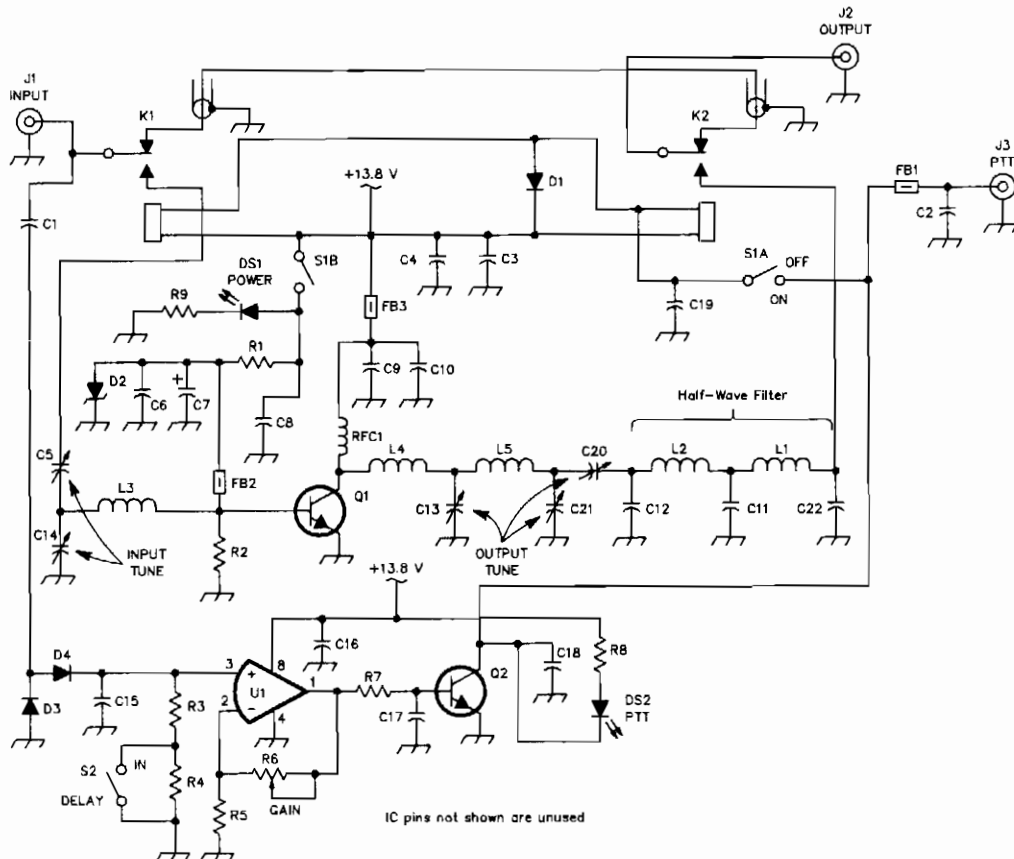 J2
OUTPUT
J1
INPUT
K1
K2
J3
PTT
FB1
+13.8 V
D1
C2
C1
S1B
C4
C3
S1A
OFF
ON
DS1
POWER
R9
FB3
C19
R1
D2
C6
+
C7
C9
C10
C8
Half-Wave Filter
RFC1
C5
L4
L5
C20
L2
L1
L3
FB2
Q1
C13
C21
C12
C11
C22
C14
INPUT
TUNE
R2
OUTPUT
TUNE
+13.8 V
C16
D4
3
+
8
U1
1
R7
Q2
C18
R8
D3
C15
R3
2
−
4
C17
DS2
PTT
S2
IN
DELAY
R4
R6
GAIN
R5
IC pins not shown are unused